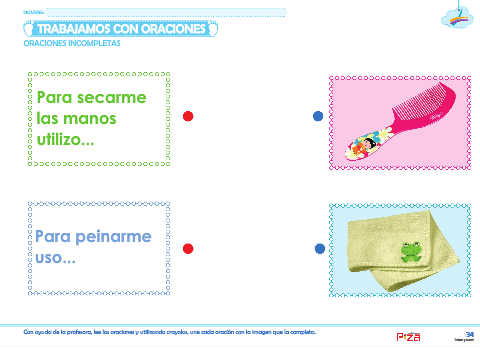 NOMBRE:
TRABAJAMOS CON ORACIONES
ORACIONES INCOMPLETAS
Para secarme
las manos
utilizo...
Para peinarme
uso...
Con ayuda de la profesora, lee las oraciones y utilizando crayolas, une cada oración con la imagen que la completa.
34